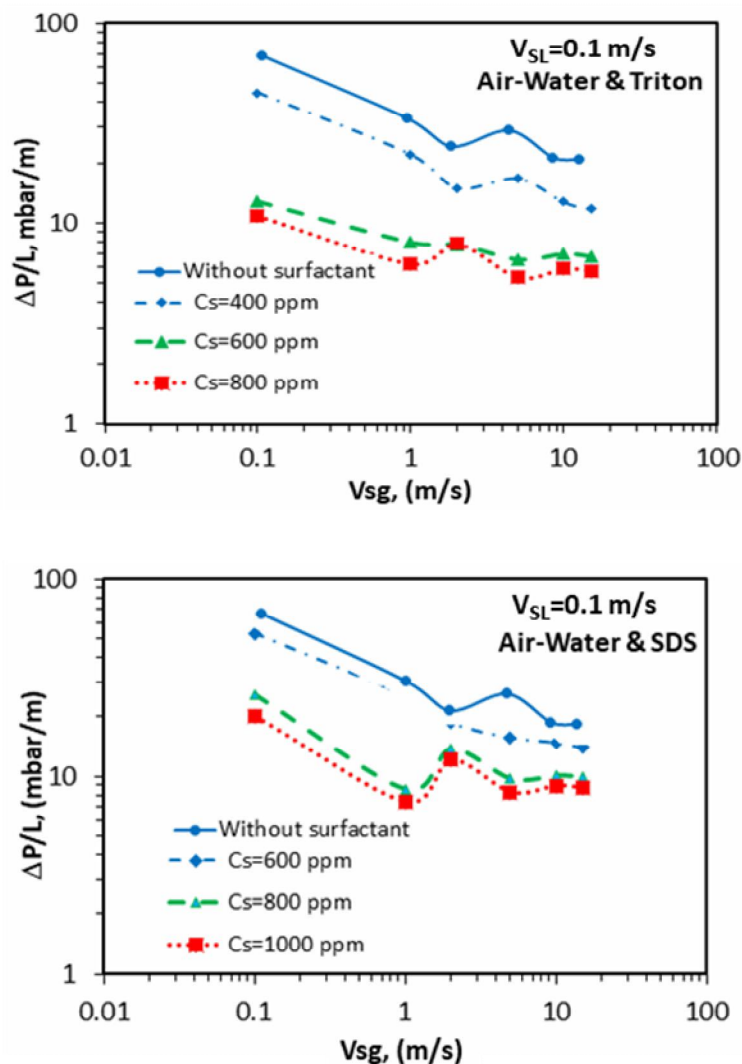 100
V_SL=0.1 m/s
Air-Water & Triton
ΔP/L, mbar/m)
10
Without surfactant
Cs=400 ppm
Cs=600 ppm
Cs=800 ppm
1
0.01 0.1 1 10 100
Vsg, (m/s)
100
V_SL=0.1 m/s
Air-Water & SDS
ΔP/L, (mbar/m)
10
Without surfactant
Cs=600 ppm
Cs=800 ppm
Cs=1000 ppm
1
0.01 0.1 1 10 100
Vsg, (m/s)